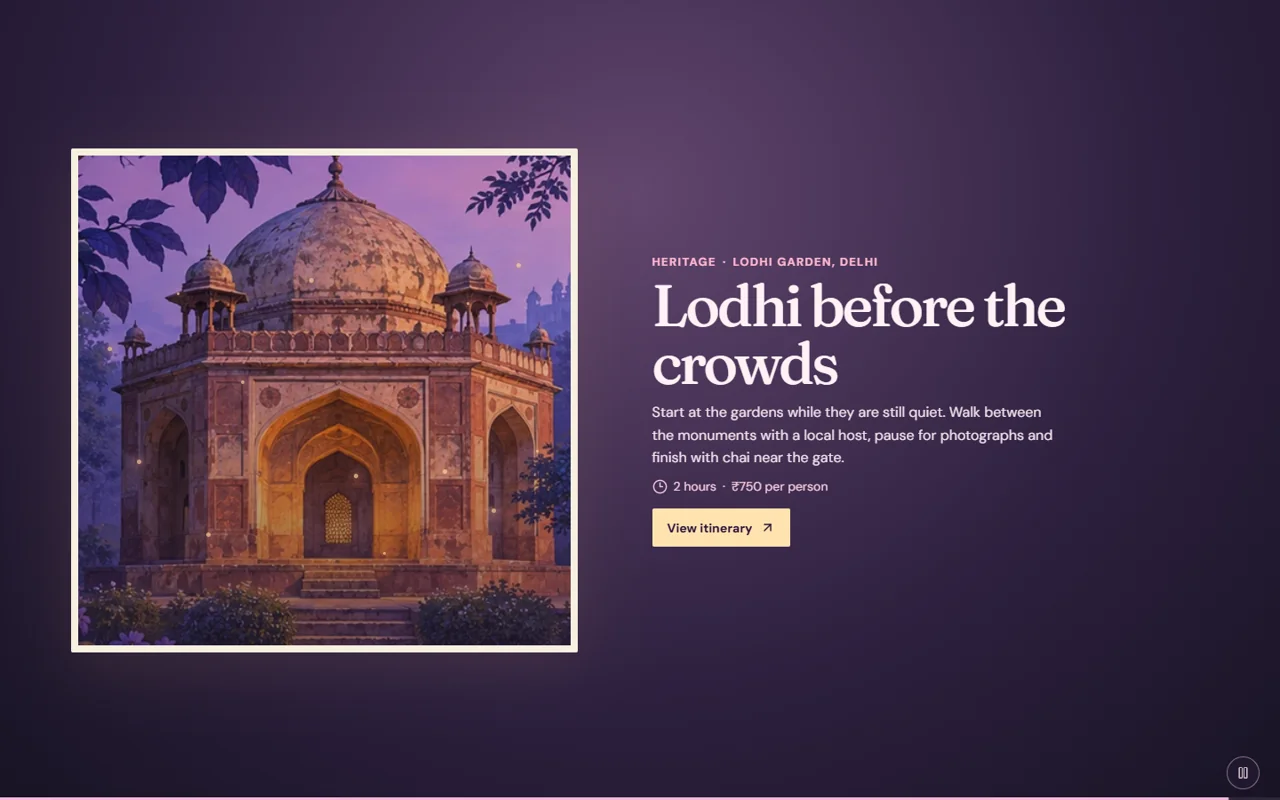 HERITAGE · LODHI GARDEN, DELHI
Lodhi before the
crowds
Start at the gardens while they are still quiet. Walk between
the monuments with a local host, pause for photographs and
finish with chai near the gate.
2 hours · ₹750 per person
View itinerary